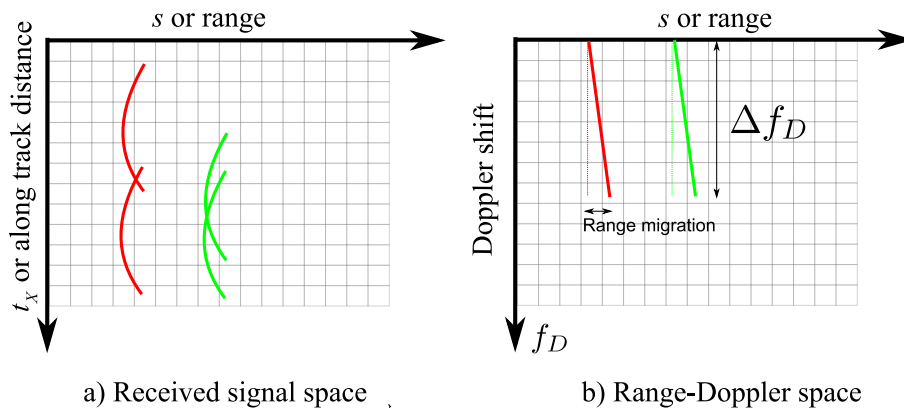 s or range
t_X or along track distance
a) Received signal space
s or range
Doppler shift
Δf_D
Range migration
f_D
b) Range-Doppler space